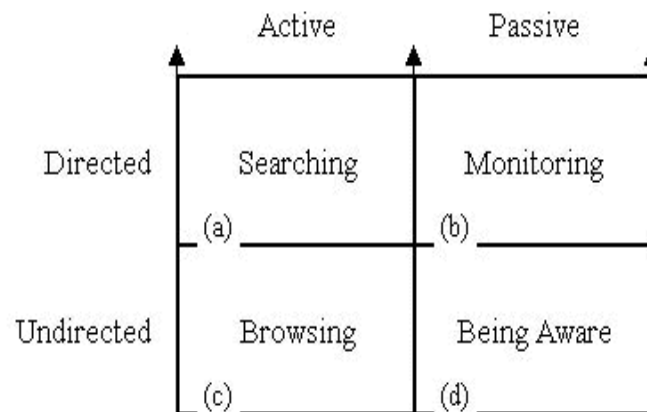 Active Passive
Directed Searching Monitoring
(a) (b)
Undirected Browsing Being Aware
(c) (d)